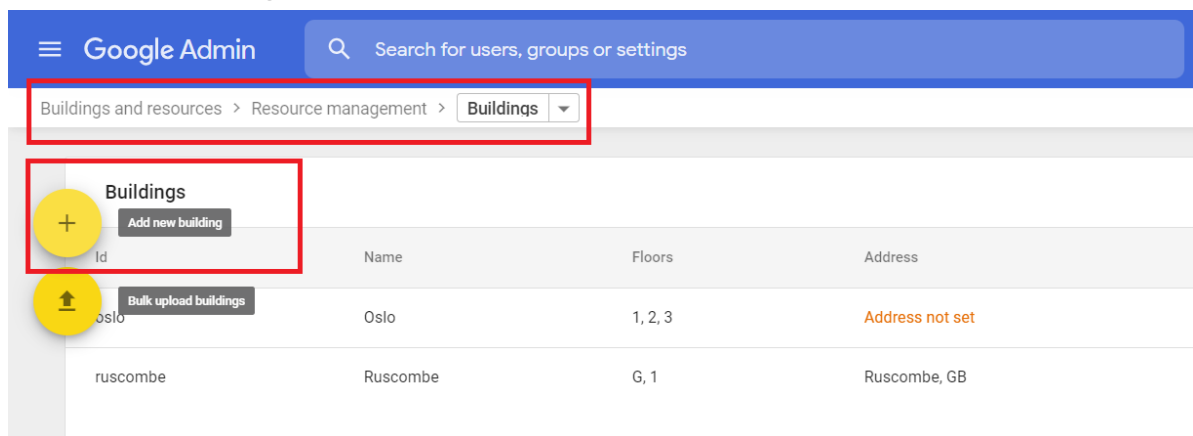 Google Admin
Search for users, groups or settings
Buildings and resources > Resource management > Buildings
Buildings
Add new building
Id Name Floors Address
Bulk upload buildings
oslo Oslo 1, 2, 3 Address not set
ruscombe Ruscombe G, 1 Ruscombe, GB